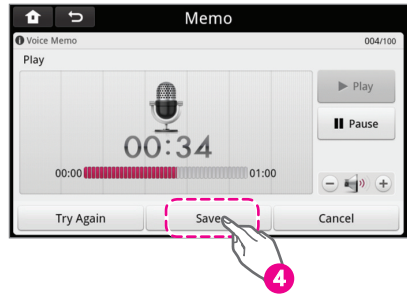 Memo
Voice Memo 004/100
Play
Play
Pause
00:34
00:00 01:00
Try Again Save Cancel
4